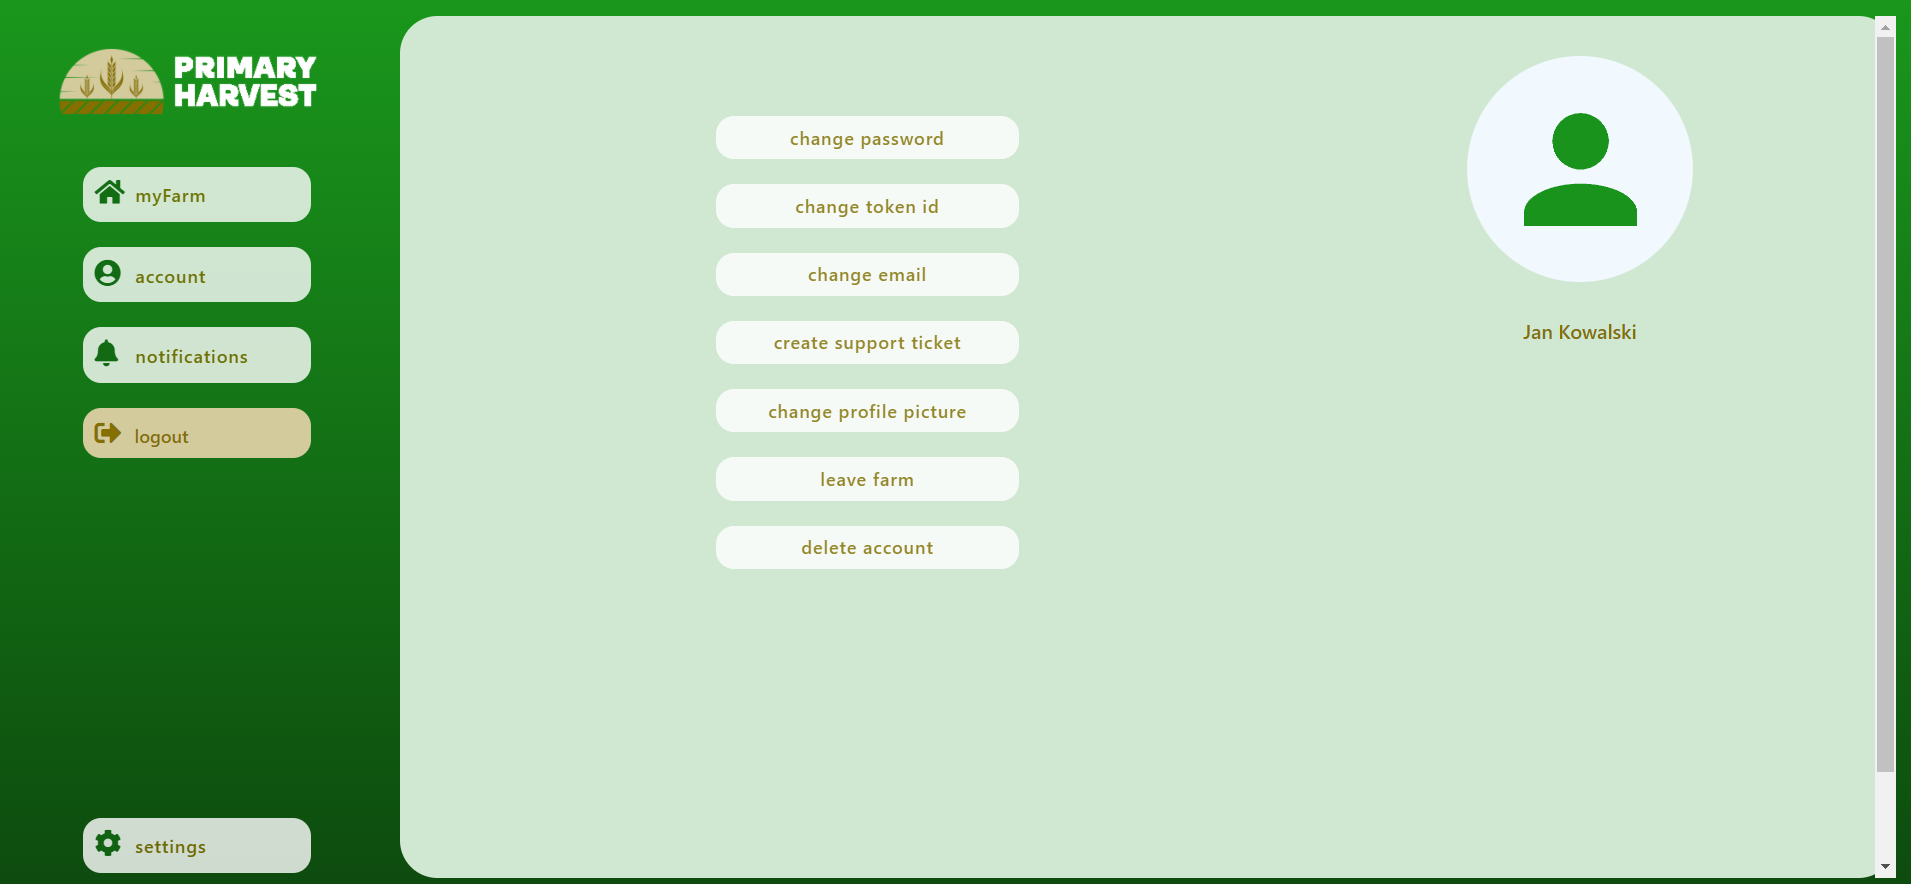 PRIMARY
HARVEST
myFarm
account
notifications
logout
settings
change password
change token id
change email
create support ticket
change profile picture
leave farm
delete account
Jan Kowalski